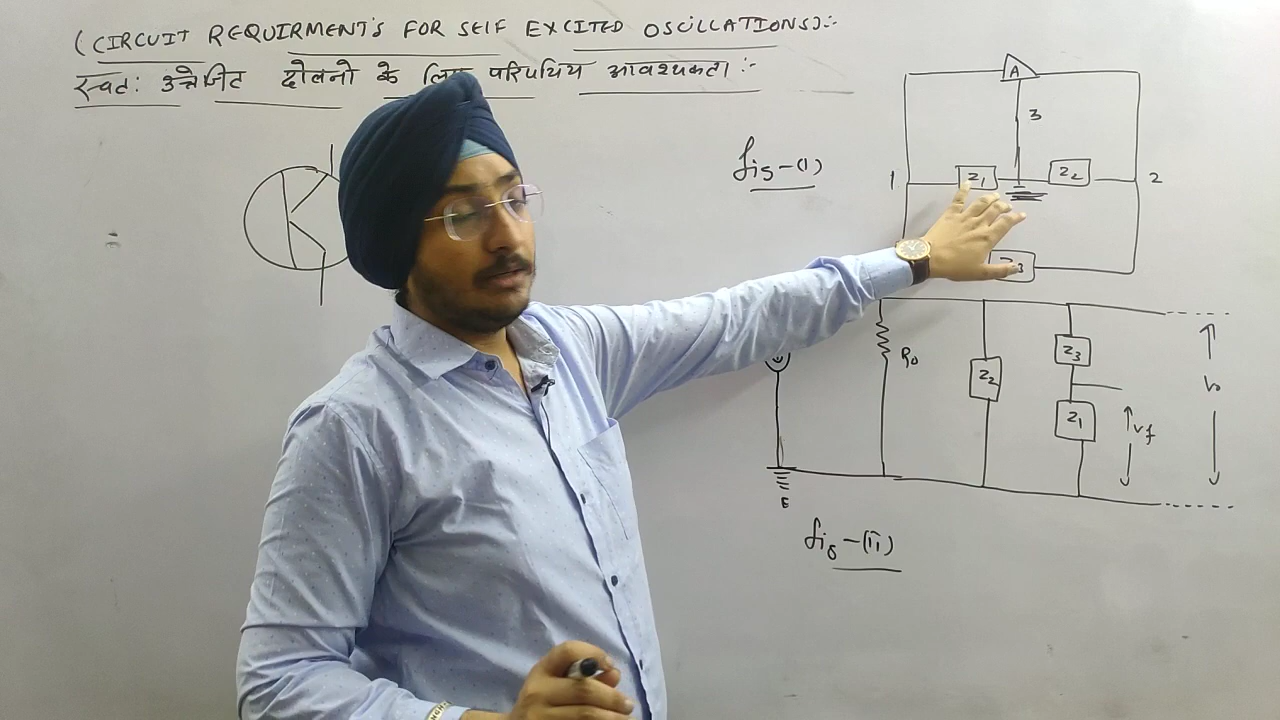 (CIRCUIT REQUIRMENT'S FOR SELF EXCITED OSCILLATIONS):-
स्वत: उत्तेजित दोलनो के लिए परिपथिय आवश्यकता :-
A
3
fig-(1)
1
Z1
Z2
2
Z3
R0
Z2
Z3
Z1
Vf
V0
E
fig-(ii)